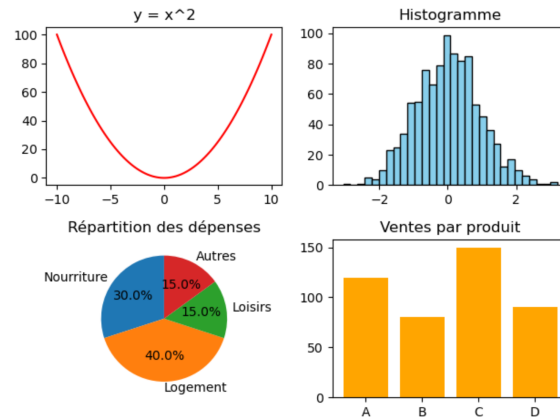 y = x^2
100
80
60
40
20
0
−10
−5
0
5
10
Histogramme
100
80
60
40
20
0
−2
0
2
Répartition des dépenses
Autres
Nourriture
15.0%
30.0%
15.0%
Loisirs
40.0%
Logement
Ventes par produit
150
100
50
0
A
B
C
D